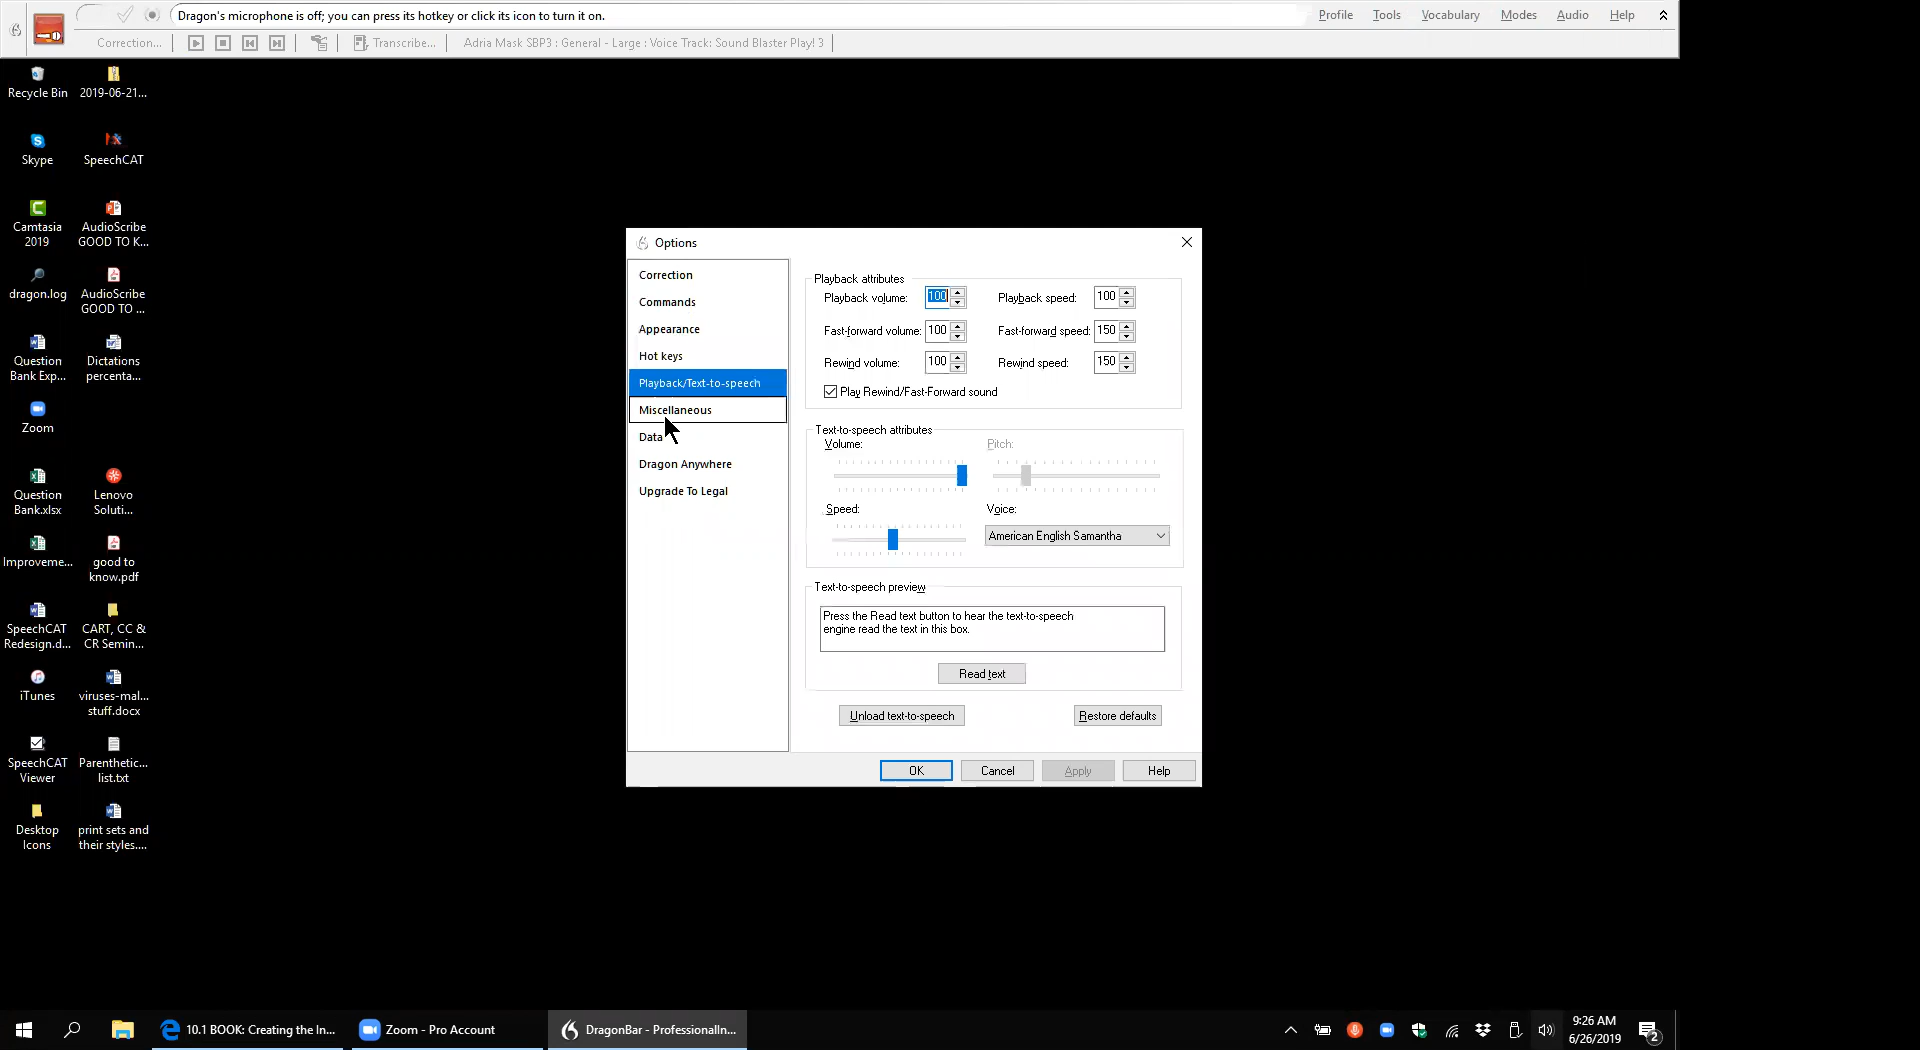 Dragon's microphone is off; you can press its hotkey or click its icon to turn it on.
Profile Tools Vocabulary Modes Audio Help
Correction... Transcribe... Adria Mask SBP3 : General - Large : Voice Track: Sound Blaster Play! 3
Recycle Bin
2019-06-21...
Skype
SpeechCAT
Camtasia
2019
AudioScribe
GOOD TO K...
dragon.log
AudioScribe
GOOD TO ...
Question
Bank Exp...
Dictations
percenta...
Zoom
Question
Bank.xlsx
Lenovo
Soluti...
Improveme...
good to
know.pdf
SpeechCAT
Redesign.d...
CART, CC &
CR Semin...
iTunes
viruses-mal...
stuff.docx
SpeechCAT
Viewer
Parenthetic...
list.txt
Desktop
Icons
print sets and
their styles....
Options
Correction
Commands
Appearance
Hot keys
Playback/Text-to-speech
Miscellaneous
Data
Dragon Anywhere
Upgrade To Legal
Playback attributes
Playback volume: 100 Playback speed: 100
Fast-forward volume: 100 Fast-forward speed: 150
Rewind volume: 100 Rewind speed: 150
Play Rewind/Fast-Forward sound
Text-to-speech attributes
Volume: Pitch:
Speed: Voice:
American English Samantha
Text-to-speech preview
Press the Read text button to hear the text-to-speech
engine read the text in this box.
Read text
Unload text-to-speech Restore defaults
OK Cancel Apply Help
10.1 BOOK: Creating the In... Zoom - Pro Account DragonBar - ProfessionalIn...
9:26 AM
6/26/2019
2